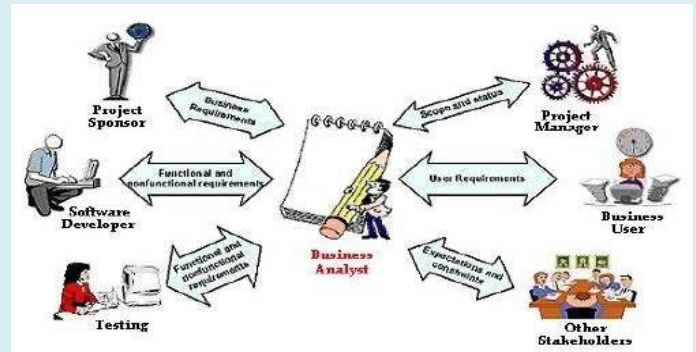 Project
Sponsor
Business
Requirements
Scope and status
Project
Manager
Software
Developer
Functional and
nonfunctional requirements
Business
Analyst
User Requirements
Business
User
Testing
Functional and
nonfunctional
requirements
Expectations and
constraints
Other
Stakeholders